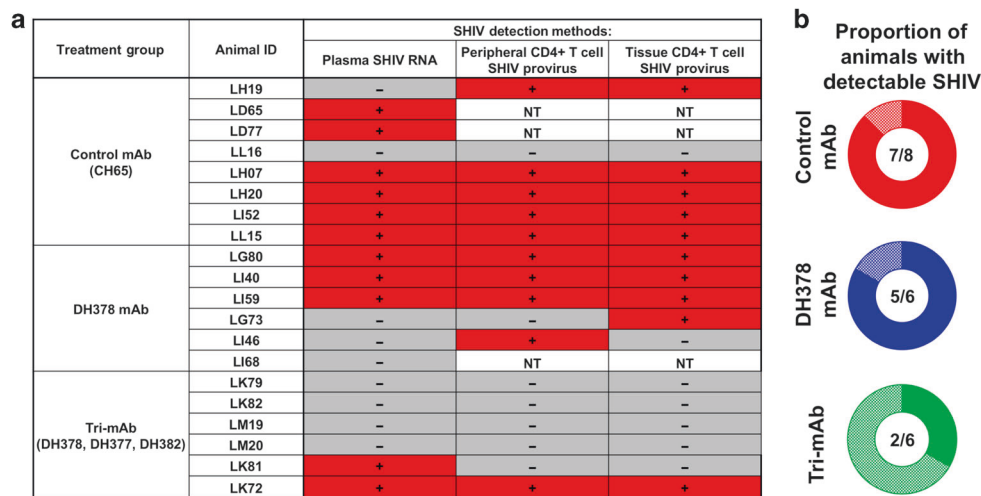 a
Treatment group
Animal ID
SHIV detection methods:
Plasma SHIV RNA
Peripheral CD4+ T cell
SHIV provirus
Tissue CD4+ T cell
SHIV provirus
Control mAb
(CH65)
LH19 – + +
LD65 + NT NT
LD77 + NT NT
LL16 – – –
LH07 + + +
LH20 + + +
LI52 + + +
LL15 + + +
DH378 mAb
LG80 + + +
LI40 + + +
LI59 + + +
LG73 – – +
LI46 – + –
LI68 – NT NT
Tri-mAb
(DH378, DH377, DH382)
LK79 – – –
LK82 – – –
LM19 – – –
LM20 – – –
LK81 + – –
LK72 + + +
b
Proportion of
animals with
detectable SHIV
Control
mAb
7/8
DH378
mAb
5/6
Tri-mAb
2/6